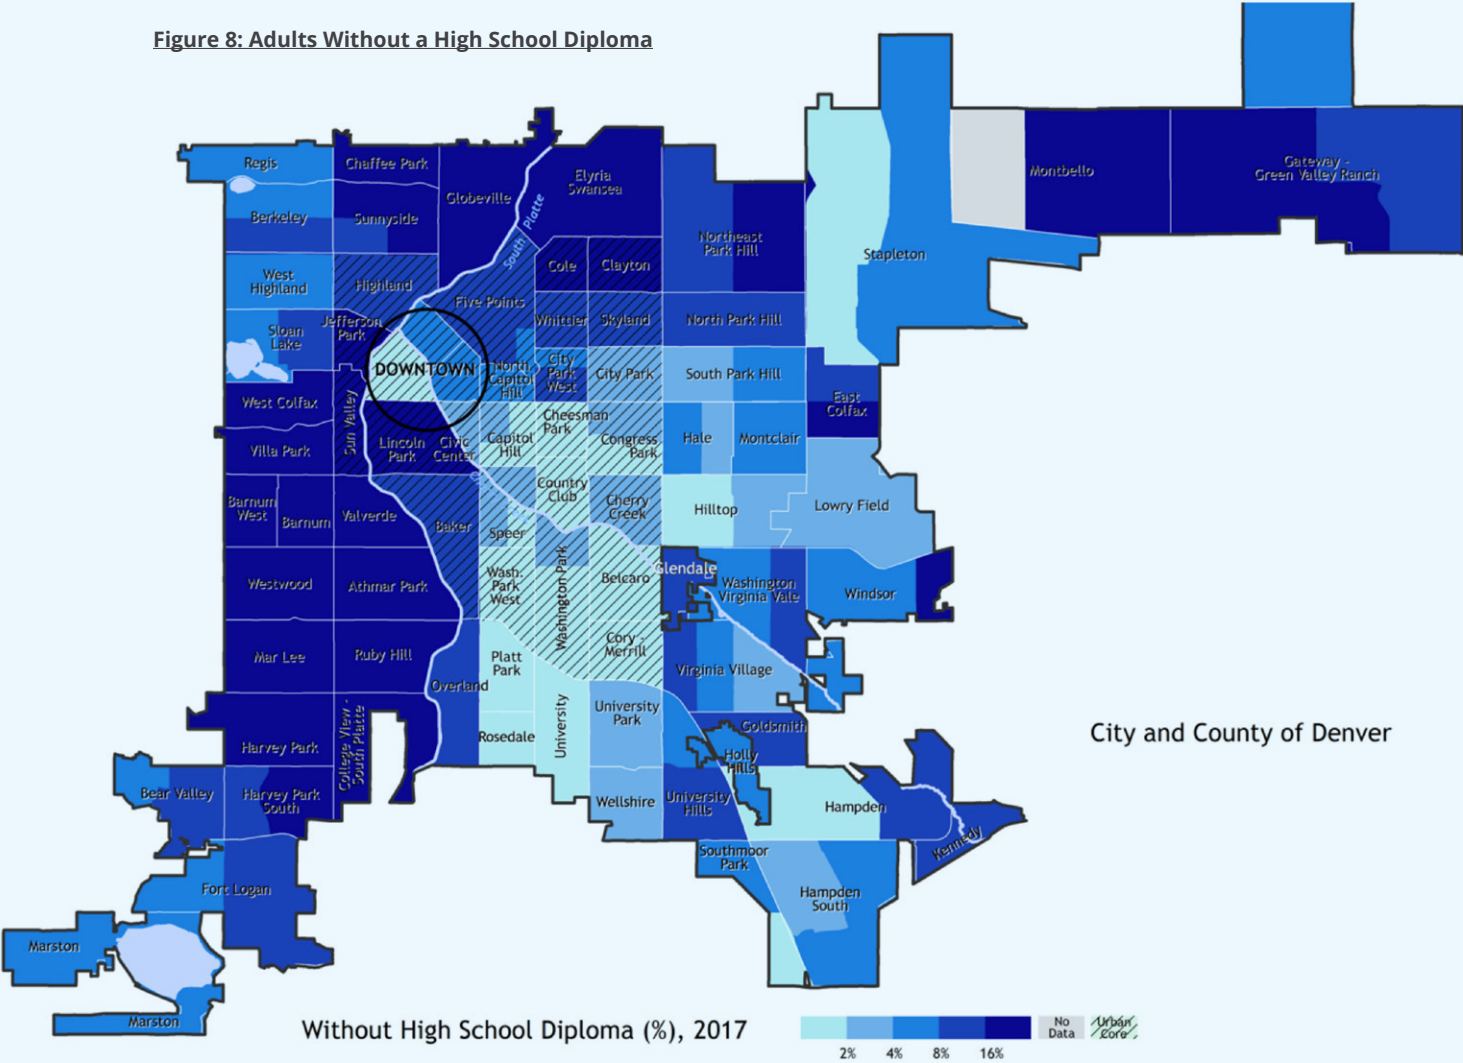 Figure 8: Adults Without a High School Diploma
Regis
Chaffee Park
Globeville
Elyria
Swansea
Montbello
Gateway -
Green Valley Ranch
Berkeley
Sunnyside
South Platte
Northeast
Park Hill
Stapleton
West
Highland
Highland
Cole
Clayton
Five Points
Sloan
Lake
Jefferson
Park
Whittier
Skyland
North Park Hill
DOWNTOWN
North
Capitol
Hill
City
Park
West
City Park
South Park Hill
East
Colfax
West Colfax
Sun Valley
Villa Park
Lincoln
Park
Civic
Center
Capitol
Hill
Cheesman
Park
Congress
Park
Hale
Montclair
Barnum
West
Barnum
Valverde
Baker
Speer
Country
Club
Cherry
Creek
Hilltop
Lowry Field
Westwood
Athmar Park
Wash.
Park
West
Washington Park
Belcaro
Glendale
Washington
Virginia Vale
Windsor
Mar Lee
Ruby Hill
Overland
Platt
Park
Cory -
Merrill
Virginia Village
Harvey Park
College View -
South Platte
Rosedale
University
University
Park
Goldsmith
Holly
Hills
City and County of Denver
Bear Valley
Harvey Park
South
Wellshire
University
Hills
Hampden
Kennedy
Southmoor
Park
Fort Logan
Hampden
South
Marston
Marston
Without High School Diploma (%), 2017
2%
4%
8%
16%
No
Data
Urban
Core